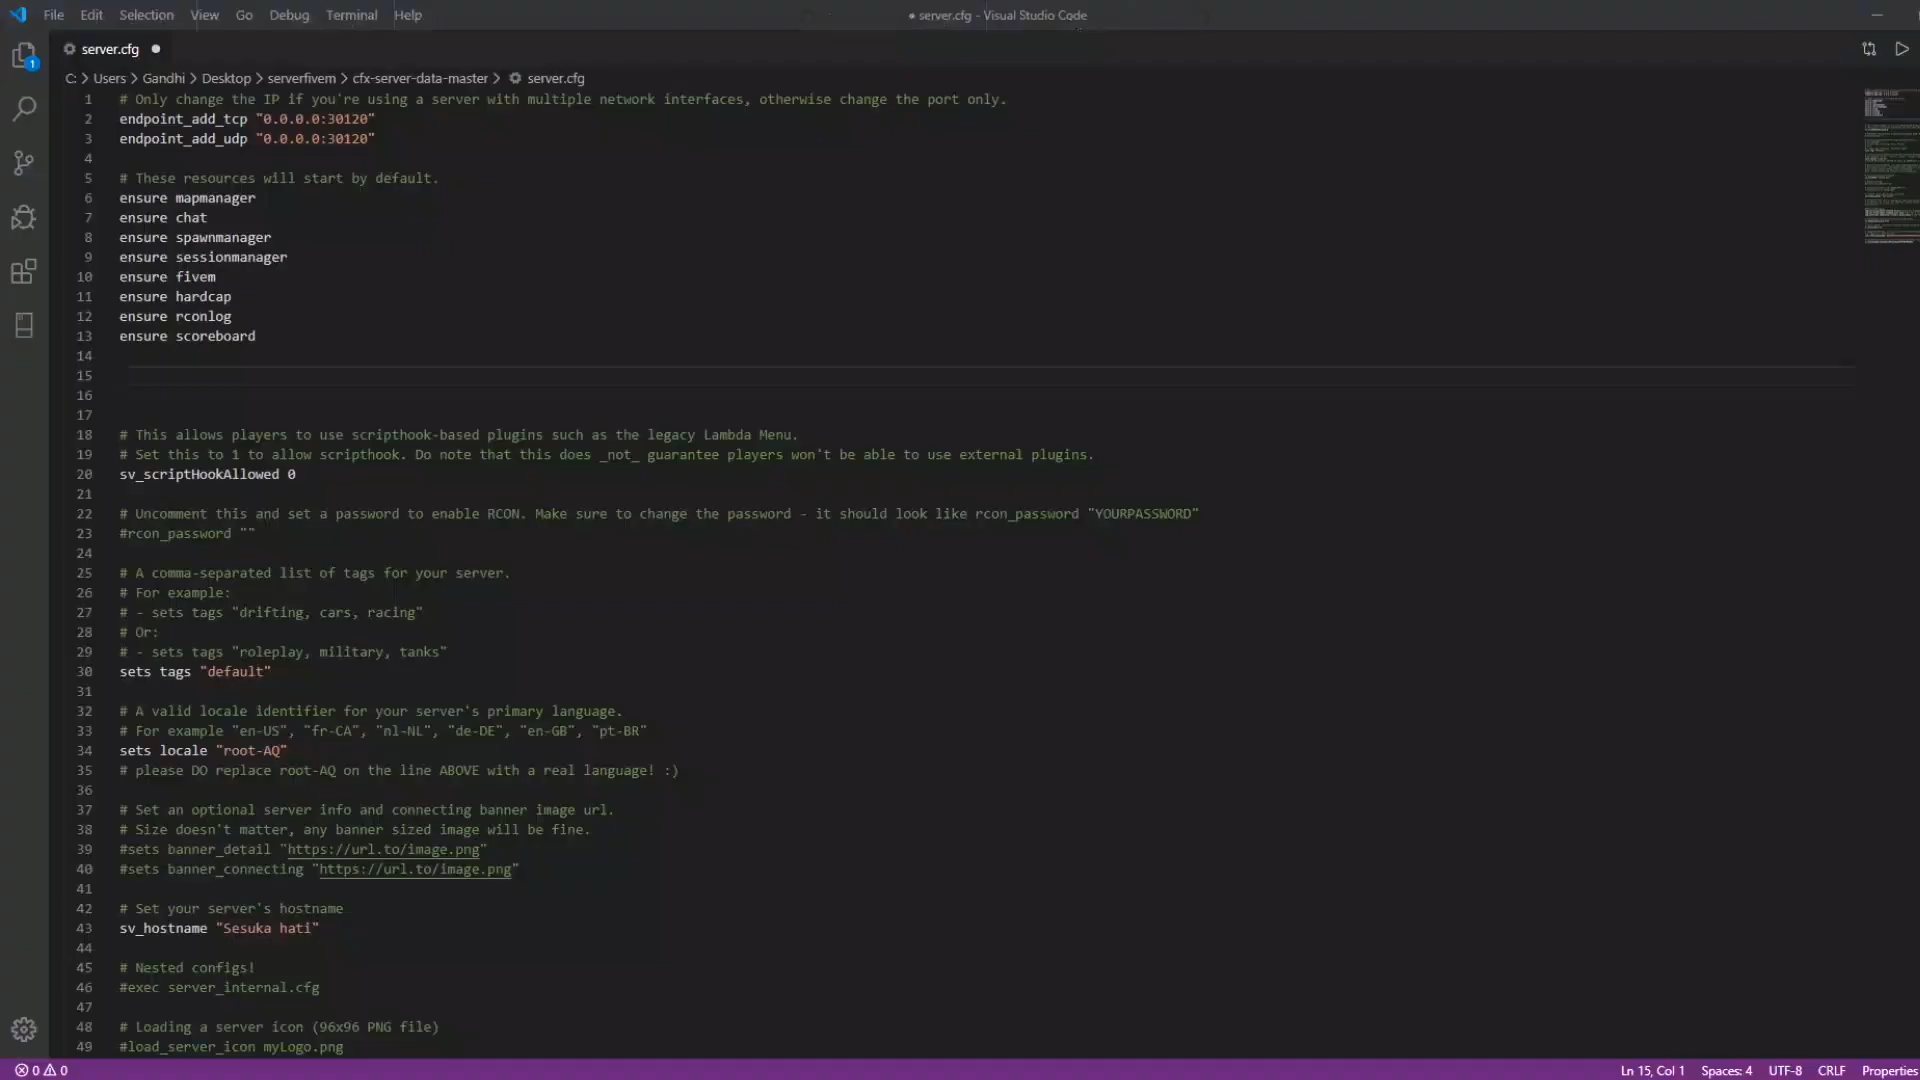 File Edit Selection View Go Debug Terminal Help
● server.cfg - Visual Studio Code
server.cfg ●
1
C: > Users > Gandhi > Desktop > serverfivem > cfx-server-data-master > server.cfg
1 # Only change the IP if you're using a server with multiple network interfaces, otherwise change the port only.
2 endpoint_add_tcp "0.0.0.0:30120"
3 endpoint_add_udp "0.0.0.0:30120"
4
5 # These resources will start by default.
6 ensure mapmanager
7 ensure chat
8 ensure spawnmanager
9 ensure sessionmanager
10 ensure fivem
11 ensure hardcap
12 ensure rconlog
13 ensure scoreboard
14
15
16
17
18 # This allows players to use scripthook-based plugins such as the legacy Lambda Menu.
19 # Set this to 1 to allow scripthook. Do note that this does _not_ guarantee players won't be able to use external plugins.
20 sv_scriptHookAllowed 0
21
22 # Uncomment this and set a password to enable RCON. Make sure to change the password - it should look like rcon_password "YOURPASSWORD"
23 #rcon_password ""
24
25 # A comma-separated list of tags for your server.
26 # For example:
27 # - sets tags "drifting, cars, racing"
28 # Or:
29 # - sets tags "roleplay, military, tanks"
30 sets tags "default"
31
32 # A valid locale identifier for your server's primary language.
33 # For example "en-US", "fr-CA", "nl-NL", "de-DE", "en-GB", "pt-BR"
34 sets locale "root-AQ"
35 # please DO replace root-AQ on the line ABOVE with a real language! :)
36
37 # Set an optional server info and connecting banner image url.
38 # Size doesn't matter, any banner sized image will be fine.
39 #sets banner_detail "https://url.to/image.png"
40 #sets banner_connecting "https://url.to/image.png"
41
42 # Set your server's hostname
43 sv_hostname "Sesuka hati"
44
45 # Nested configs!
46 #exec server_internal.cfg
47
48 # Loading a server icon (96x96 PNG file)
49 #load_server_icon myLogo.png
0 0 Ln 15, Col 1 Spaces: 4 UTF-8 CRLF Properties